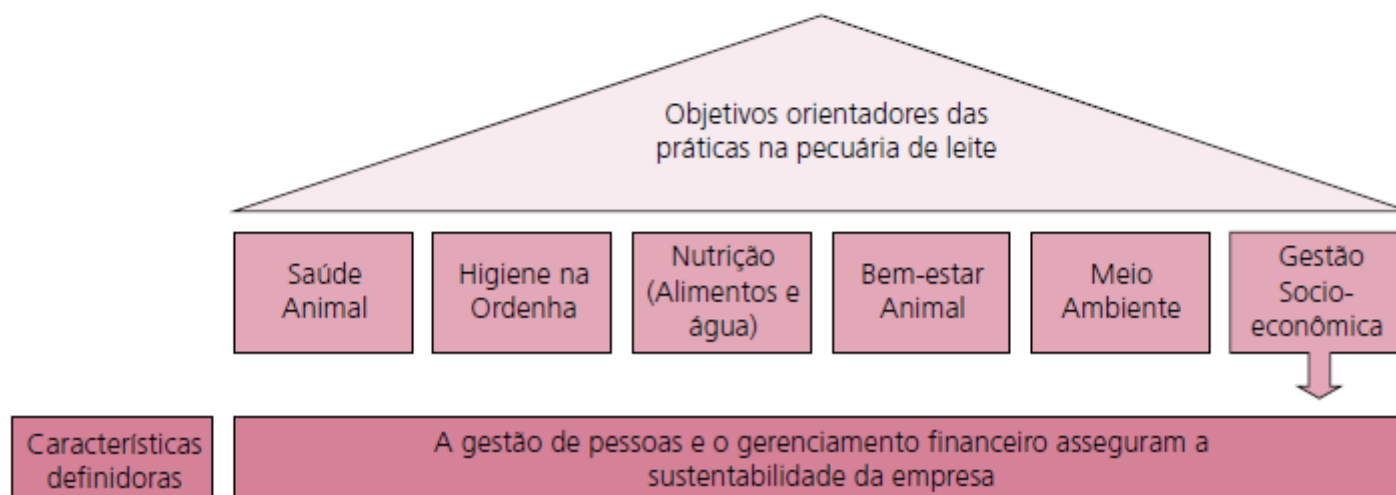 Objetivos orientadores das
práticas na pecuária de leite
Saúde
Animal
Higiene na
Ordenha
Nutrição
(Alimentos e
água)
Bem-estar
Animal
Meio
Ambiente
Gestão
Socio-
econômica
Características
definidoras
A gestão de pessoas e o gerenciamento financeiro asseguram a
sustentabilidade da empresa